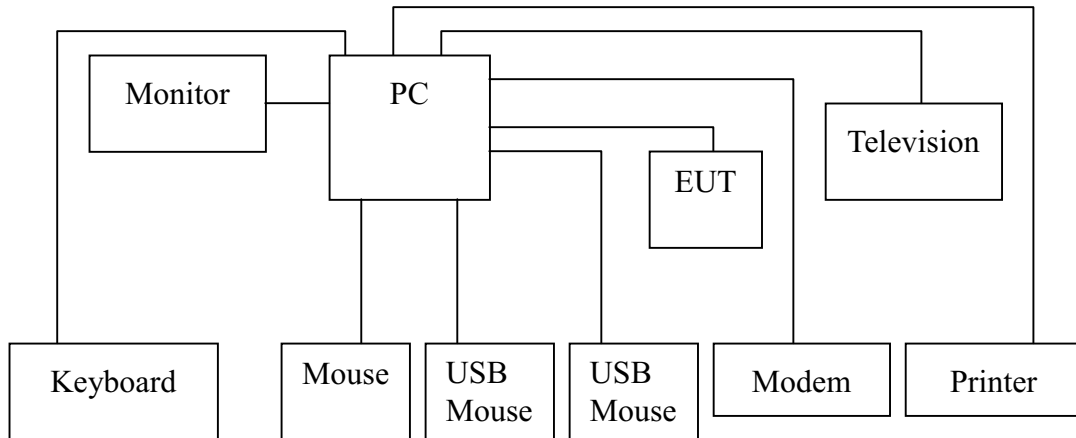 Monitor
PC
Television
EUT
Keyboard
Mouse
USB
Mouse
USB
Mouse
Modem
Printer